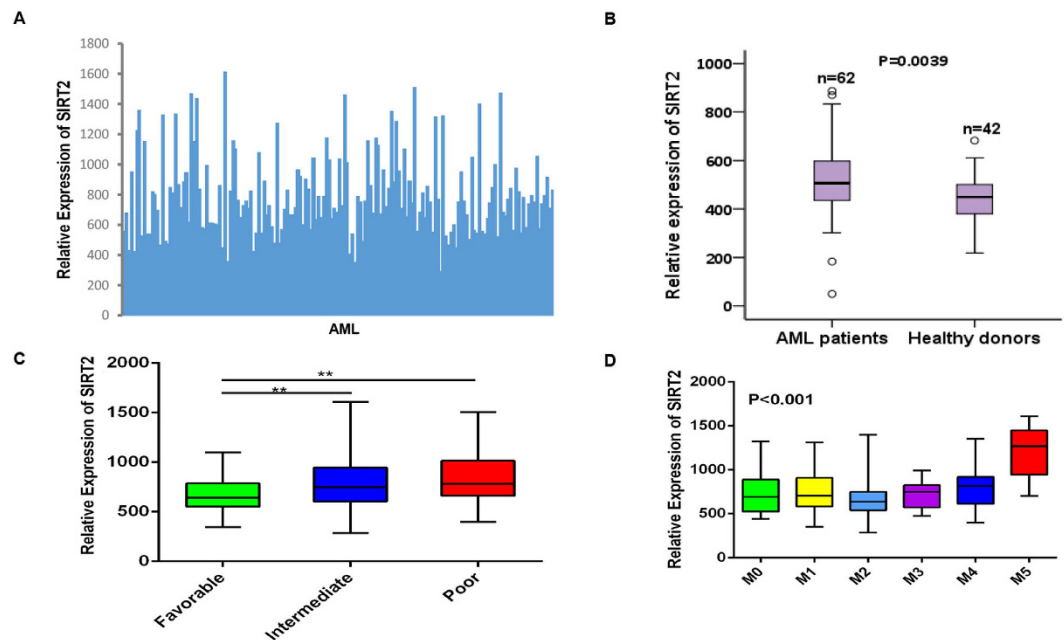 A
Relative Expression of SIRT2
1800
1600
1400
1200
1000
800
600
400
200
0
AML
B
Relative expression of SIRT2
P=0.0039
1000
800
600
400
200
0
n=62
n=42
AML patients
Healthy donors
C
Relative Expression of SIRT2
2000
1500
1000
500
0
**
**
Favorable
Intermediate
Poor
D
Relative Expression of SIRT2
P<0.001
2000
1500
1000
500
0
M0
M1
M2
M3
M4
M5